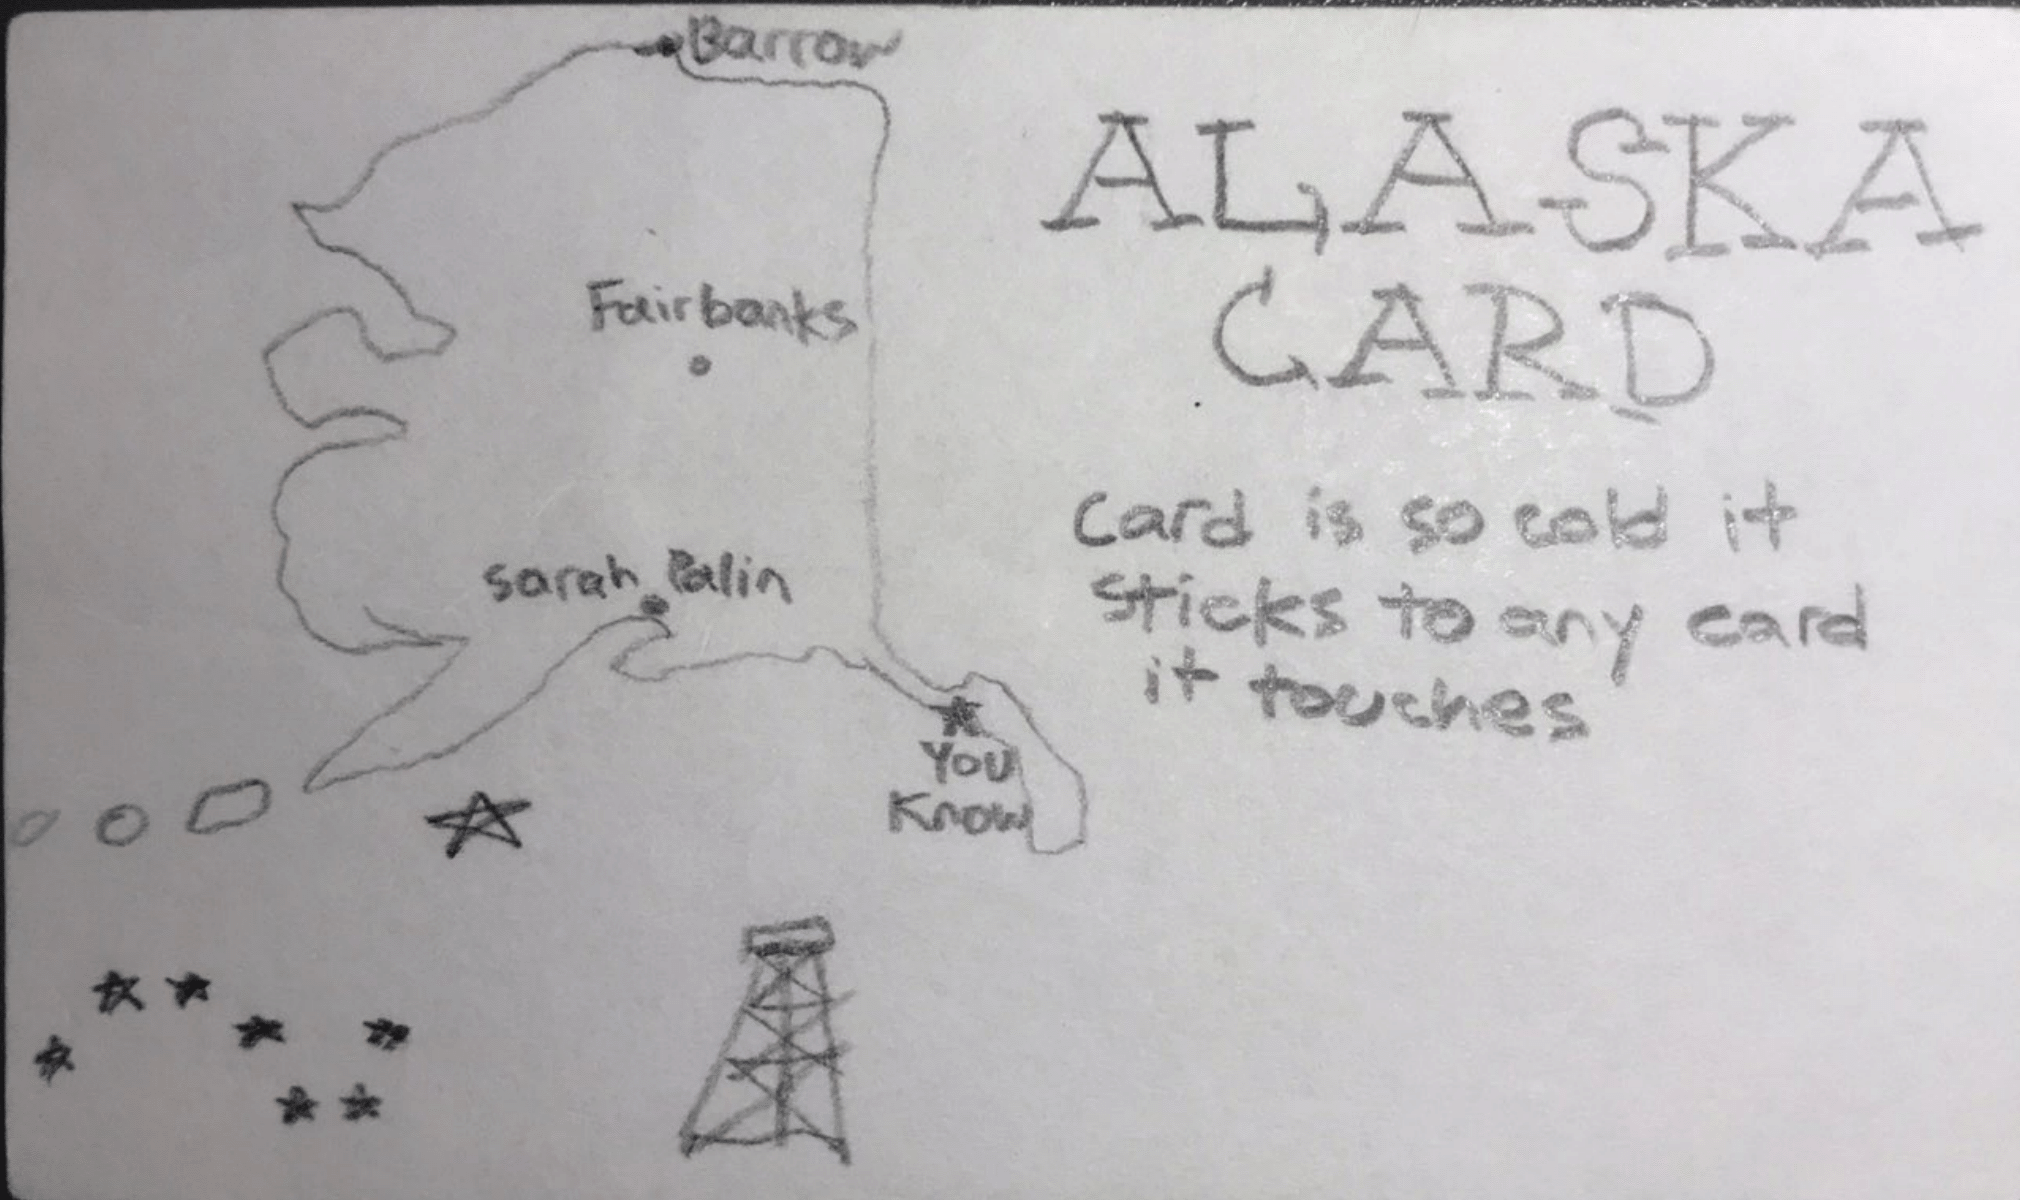 Barrow
ALASKA
CARD
Fairbanks
card is so cold it
sticks to any card
it touches
sarah Palin
You
Know